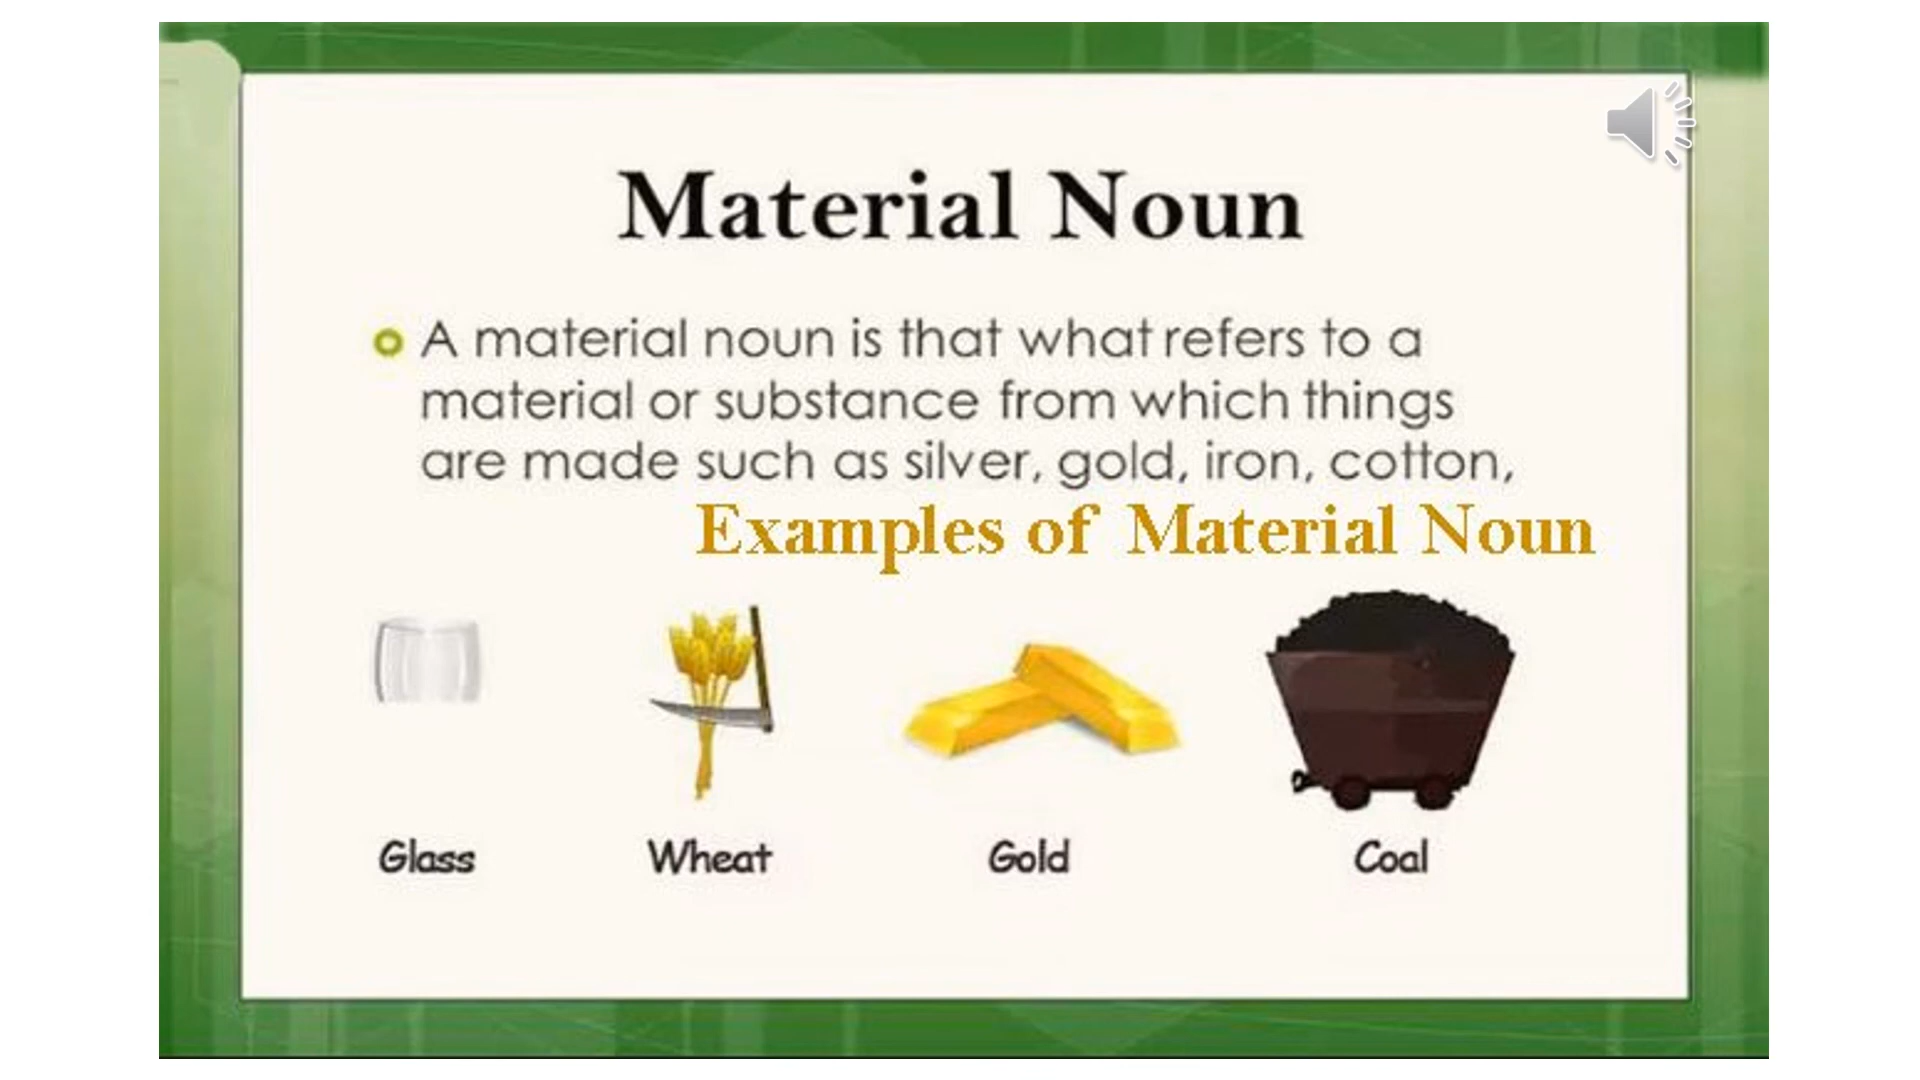 Material Noun
A material noun is that what refers to a
material or substance from which things
are made such as silver, gold, iron, cotton,
Examples of Material Noun
Glass Wheat Gold Coal